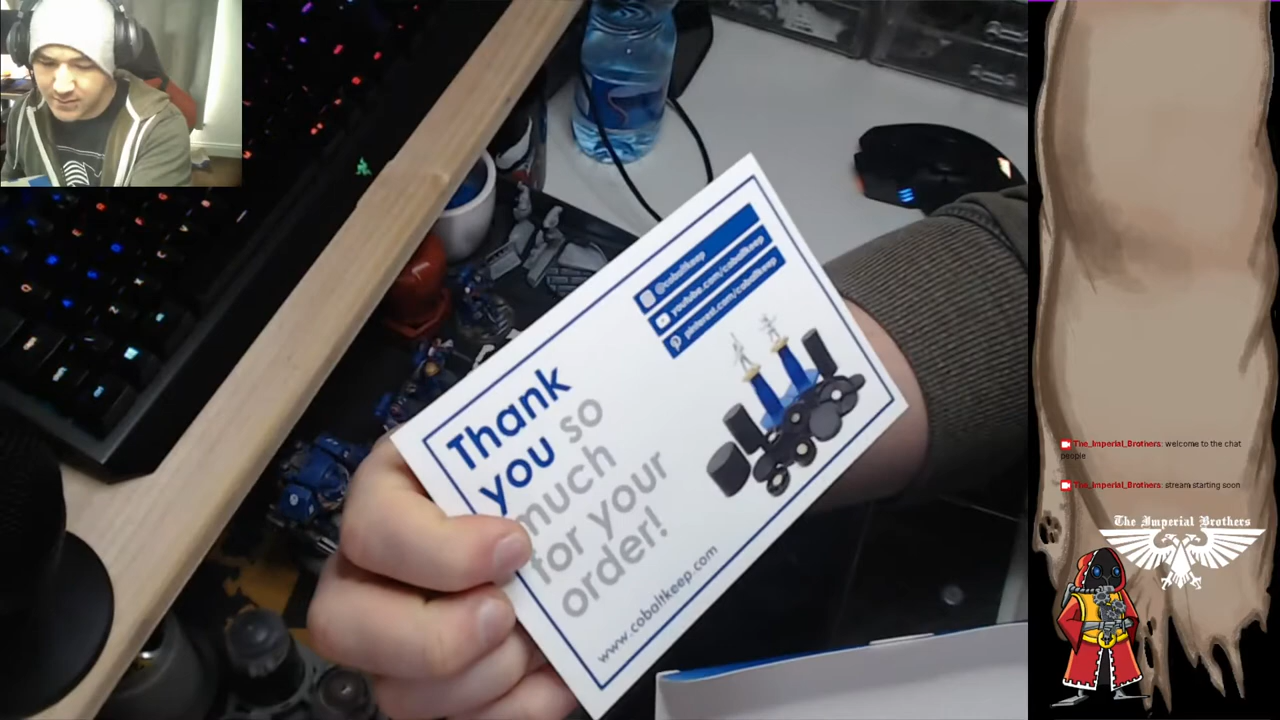 @cobaltkeep
youtube.com/cobaltkeep
pinterest.com/cobaltkeep
Thank
you so
much
for your
order!
www.cobaltkeep.com
The_Imperial_Brothers: welcome to the chat
people
The_Imperial_Brothers: stream starting soon
The Imperial Brothers